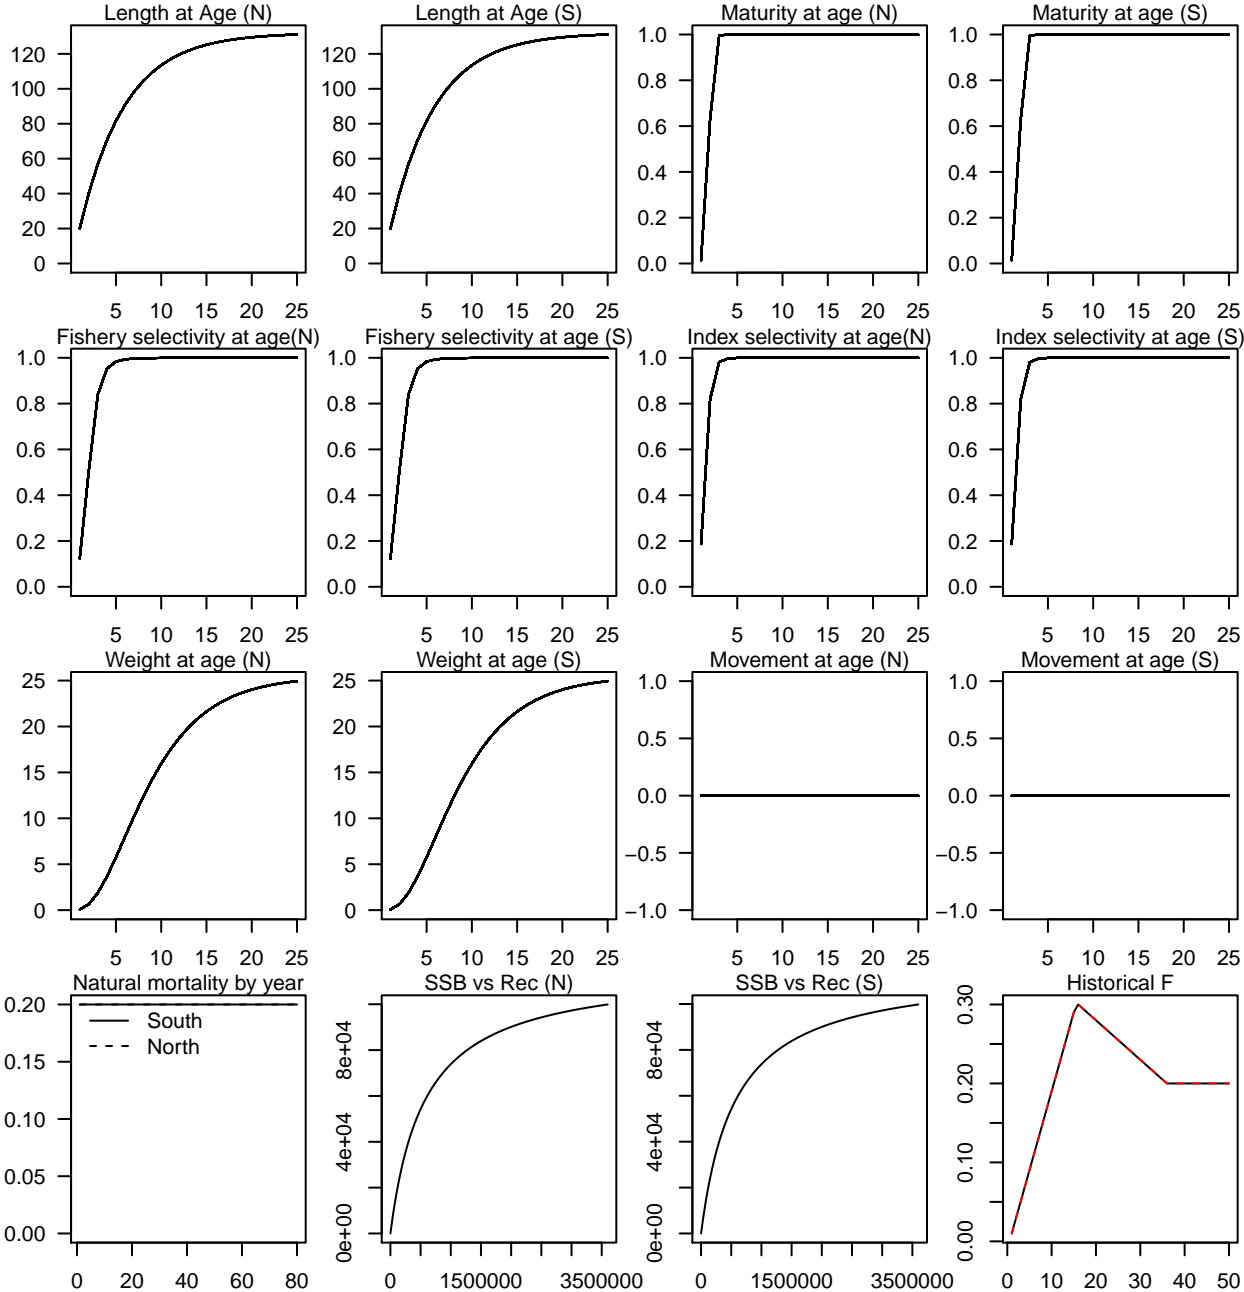 Length at Age (N) Length at Age (S) Maturity at age (N) Maturity at age (S)
120 120 1.0 1.0
100 100 0.8 0.8
80 80 0.6 0.6
60 60 0.4 0.4
40 40 0.2 0.2
20 20 0.0 0.0
0 0
5 10 15 20 25 5 10 15 20 25 5 10 15 20 25 5 10 15 20 25
Fishery selectivity at age(N) Fishery selectivity at age (S) Index selectivity at age(N) Index selectivity at age (S)
1.0 1.0 1.0 1.0
0.8 0.8 0.8 0.8
0.6 0.6 0.6 0.6
0.4 0.4 0.4 0.4
0.2 0.2 0.2 0.2
0.0 0.0 0.0 0.0
5 10 15 20 25 5 10 15 20 25 5 10 15 20 25 5 10 15 20 25
Weight at age (N) Weight at age (S) Movement at age (N) Movement at age (S)
25 25 1.0 1.0
20 20 0.5 0.5
15 15 0.0 0.0
10 10 −0.5 −0.5
5 5 −1.0 −1.0
0 0
5 10 15 20 25 5 10 15 20 25 5 10 15 20 25 5 10 15 20 25
Natural mortality by year SSB vs Rec (N) SSB vs Rec (S) Historical F
0.20 8e+04 8e+04 0.30
South
North
0.15 4e+04 4e+04 0.20
0.10 0e+00 0e+00 0.10
0.05 0.00
0.00
0 20 40 60 80 0 1500000 3500000 0 1500000 3500000 0 10 20 30 40 50